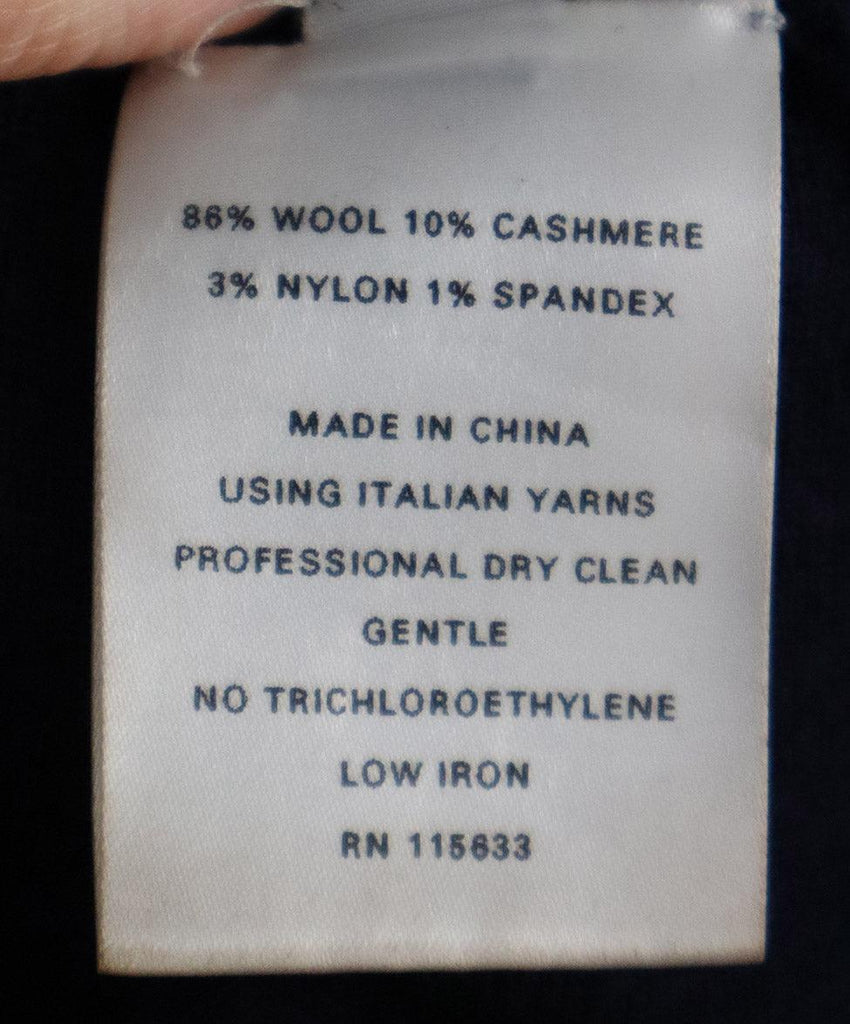 86% WOOL 10% CASHMERE
3% NYLON 1% SPANDEX
MADE IN CHINA
USING ITALIAN YARNS
PROFESSIONAL DRY CLEAN
GENTLE
NO TRICHLOROETHYLENE
LOW IRON
RN 115633